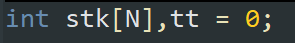 int stk[N],tt = 0;